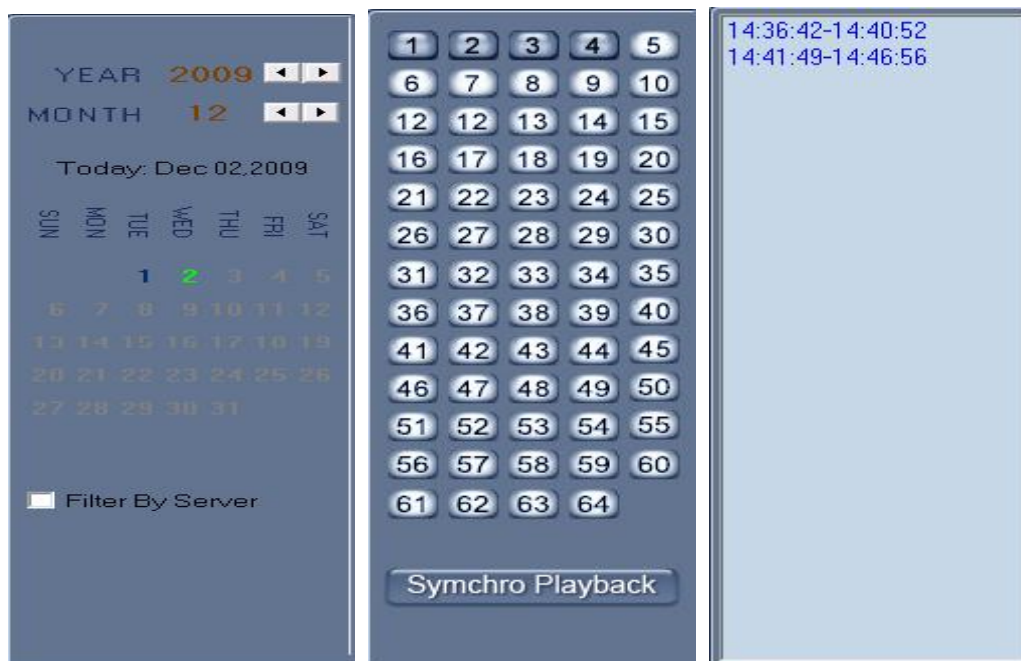 YEAR 2009
MONTH 12
Today: Dec 02,2009
SUN MON TUE WED THU FRI SAT
1 2 3 4 5
6 7 8 9 10 11 12
13 14 15 16 17 18 19
20 21 22 23 24 25 26
27 28 29 30 31
Filter By Server
1 2 3 4 5
6 7 8 9 10
12 12 13 14 15
16 17 18 19 20
21 22 23 24 25
26 27 28 29 30
31 32 33 34 35
36 37 38 39 40
41 42 43 44 45
46 47 48 49 50
51 52 53 54 55
56 57 58 59 60
61 62 63 64
Symchro Playback
14:36:42-14:40:52
14:41:49-14:46:56